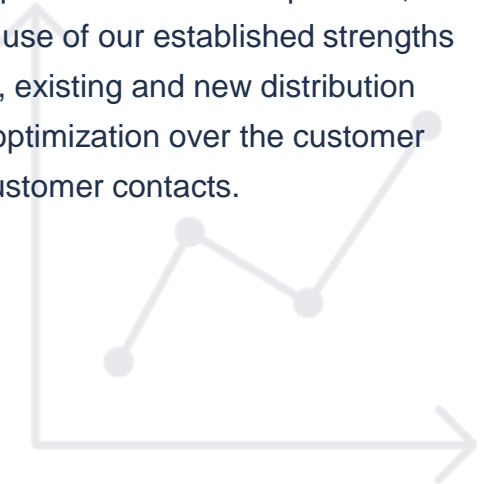 use of our established strengths
, existing and new distribution
optimization over the customer
ustomer contacts.